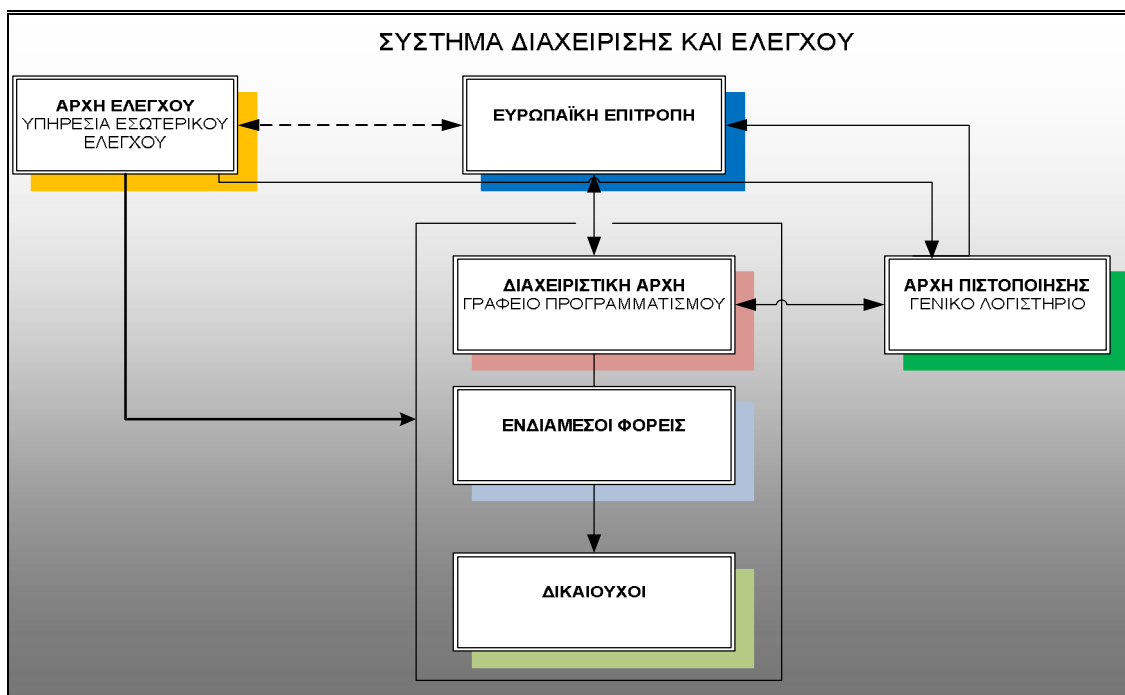 ΣΥΣΤΗΜΑ ΔΙΑΧΕΙΡΙΣΗΣ ΚΑΙ ΕΛΕΓΧΟΥ
ΑΡΧΗ ΕΛΕΓΧΟΥ
ΥΠΗΡΕΣΙΑ ΕΣΩΤΕΡΙΚΟΥ
ΕΛΕΓΧΟΥ
ΕΥΡΩΠΑΪΚΗ ΕΠΙΤΡΟΠΗ
ΔΙΑΧΕΙΡΙΣΤΙΚΗ ΑΡΧΗ
ΓΡΑΦΕΙΟ ΠΡΟΓΡΑΜΜΑΤΙΣΜΟΥ
ΑΡΧΗ ΠΙΣΤΟΠΟΙΗΣΗΣ
ΓΕΝΙΚΟ ΛΟΓΙΣΤΗΡΙΟ
ΕΝΔΙΑΜΕΣΟΙ ΦΟΡΕΙΣ
ΔΙΚΑΙΟΥΧΟΙ